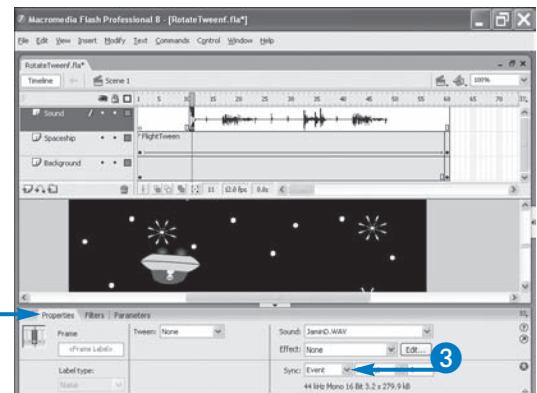 Macromedia Flash Professional 8 - [RotateTweenf.fla*]
File Edit View Insert Modify Text Commands Control Window Help
RotateTweenf.fla*
Timeline Scene 1 100%
1 5 10 15 20 25 30 35 40 45 50 55 60 65 70
Sound
Spaceship FlightTween
Background
11 12.0 fps 0.8s
Properties Filters Parameters
Frame Tween: None Sound: JaminD.WAV
<Frame Label> Effect: None Edit...
Sync: Event 3
Label type: 44 kHz Mono 16 Bit 3.2 s 279.9 kB
Name